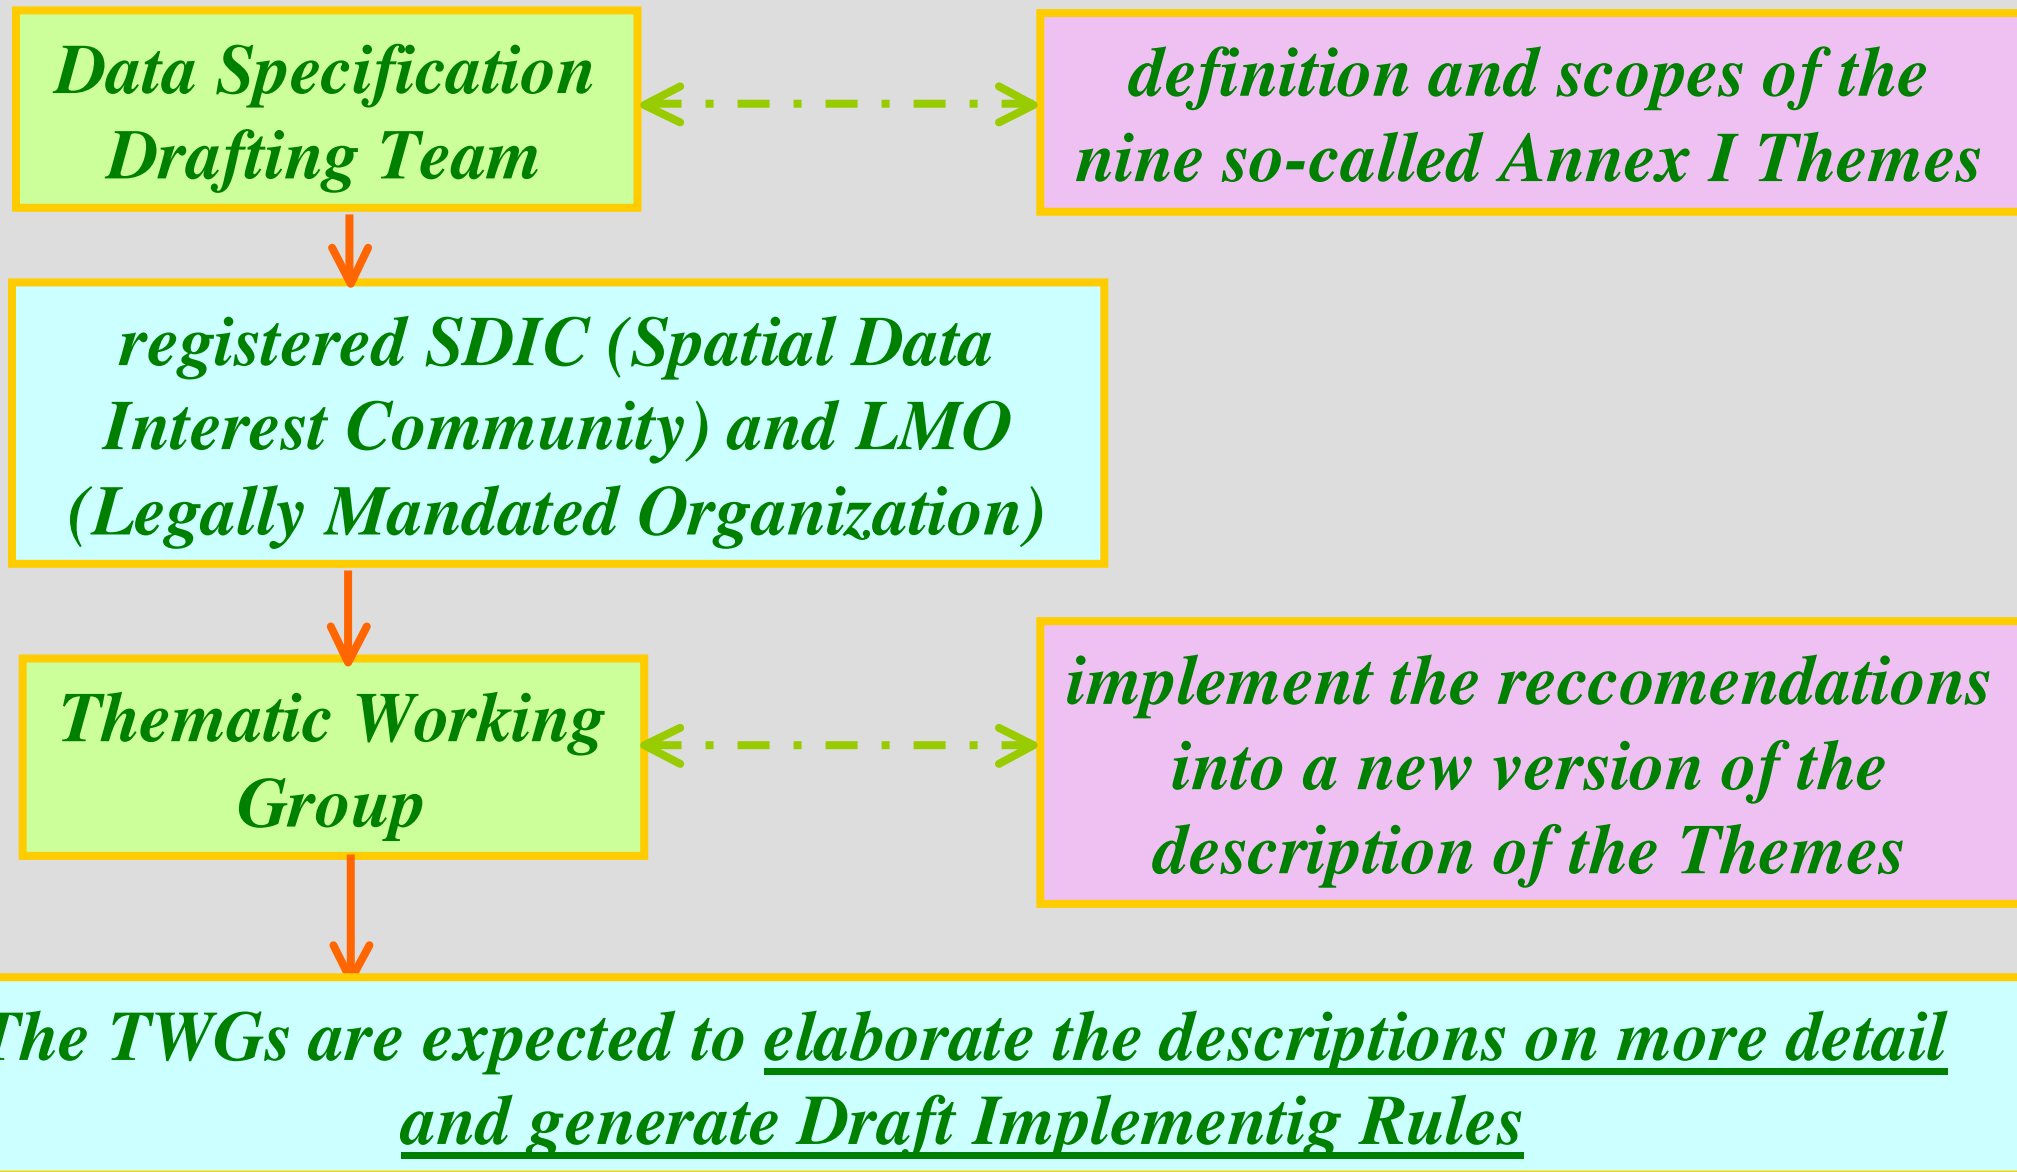 Data Specification
Drafting Team
definition and scopes of the
nine so-called Annex I Themes
registered SDIC (Spatial Data
Interest Community) and LMO
(Legally Mandated Organization)
Thematic Working
Group
implement the reccomendations
into a new version of the
description of the Themes
The TWGs are expected to elaborate the descriptions on more detail
and generate Draft Implementig Rules